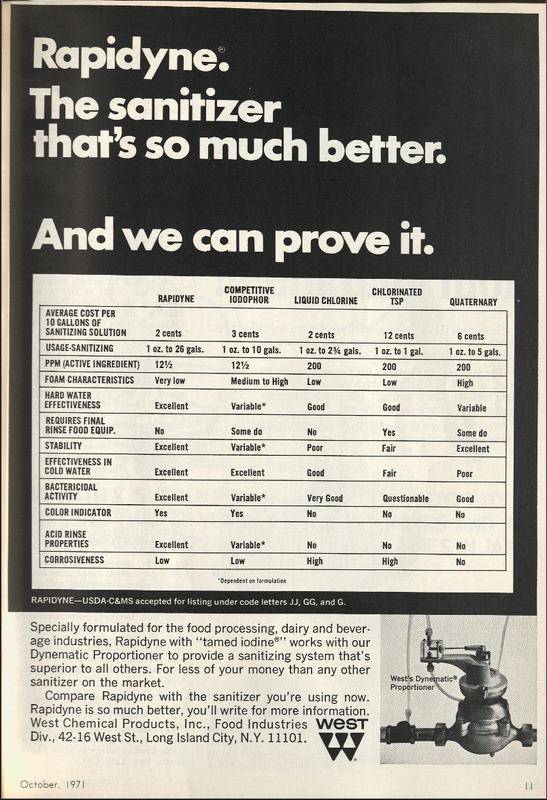 Rapidyne.®
The sanitizer
that's so much better.
And we can prove it.
RAPIDYNE COMPETITIVE IODOPHOR LIQUID CHLORINE CHLORINATED TSP QUATERNARY
AVERAGE COST PER
10 GALLONS OF
SANITIZING SOLUTION 2 cents 3 cents 2 cents 12 cents 6 cents
USAGE-SANITIZING 1 oz. to 26 gals. 1 oz. to 10 gals. 1 oz. to 2¾ gals. 1 oz. to 1 gal. 1 oz. to 5 gals.
PPM (ACTIVE INGREDIENT) 12½ 12½ 200 200 200
FOAM CHARACTERISTICS Very low Medium to High Low Low High
HARD WATER
EFFECTIVENESS Excellent Variable* Good Good Variable
REQUIRES FINAL
RINSE FOOD EQUIP. No Some do No Yes Some do
STABILITY Excellent Variable* Poor Fair Excellent
EFFECTIVENESS IN
COLD WATER Excellent Excellent Good Fair Poor
BACTERICIDAL
ACTIVITY Excellent Variable* Very Good Questionable Good
COLOR INDICATOR Yes Yes No No No
ACID RINSE
PROPERTIES Excellent Variable* No No No
CORROSIVENESS Low Low High High No
*Dependent on formulation
RAPIDYNE—USDA-C&MS accepted for listing under code letters JJ, GG, and G.
Specially formulated for the food processing, dairy and bever-
age industries, Rapidyne with "tamed iodine®" works with our
Dynematic Proportioner to provide a sanitizing system that's
superior to all others. For less of your money than any other
sanitizer on the market.
Compare Rapidyne with the sanitizer you're using now.
Rapidyne is so much better, you'll write for more information.
West Chemical Products, Inc., Food Industries
Div., 42-16 West St., Long Island City, N.Y. 11101.
WEST
West's Dynematic®
Proportioner
October, 1971
11